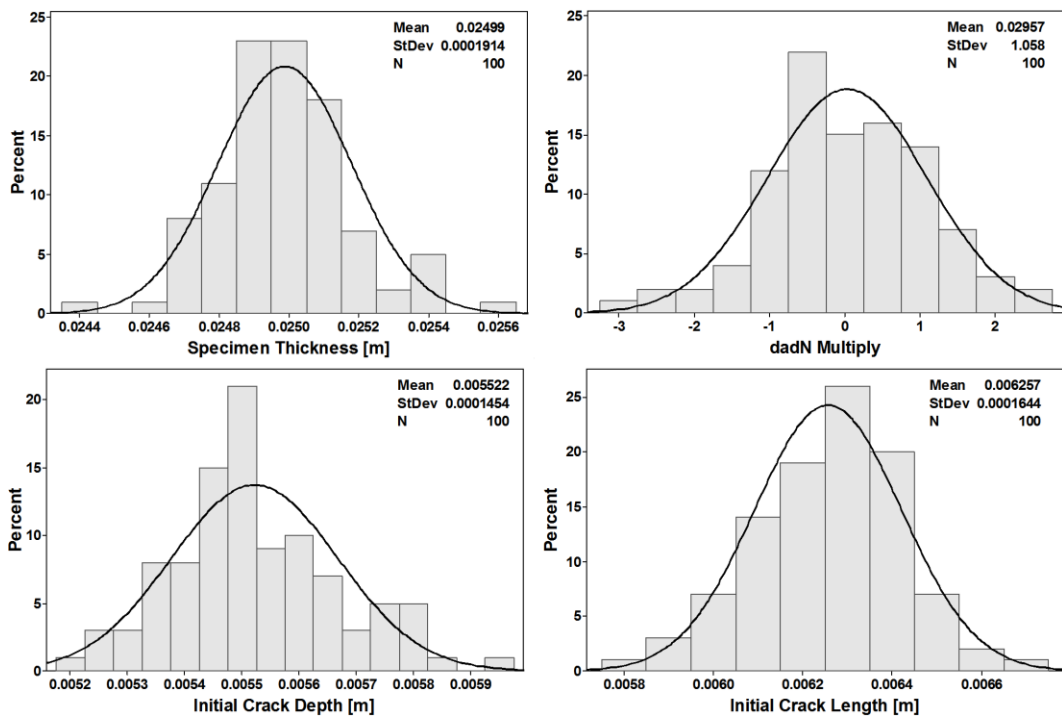 25
20
15
10
5
0
Percent
Mean 0.02499
StDev 0.0001914
N 100
0.0244 0.0246 0.0248 0.0250 0.0252 0.0254 0.0256
Specimen Thickness [m]
25
20
15
10
5
0
Percent
Mean 0.02957
StDev 1.058
N 100
-3 -2 -1 0 1 2
dadN Multiply
20
15
10
5
0
Percent
Mean 0.005522
StDev 0.0001454
N 100
0.0052 0.0053 0.0054 0.0055 0.0056 0.0057 0.0058 0.0059
Initial Crack Depth [m]
25
20
15
10
5
0
Percent
Mean 0.006257
StDev 0.0001644
N 100
0.0058 0.0060 0.0062 0.0064 0.0066
Initial Crack Length [m]